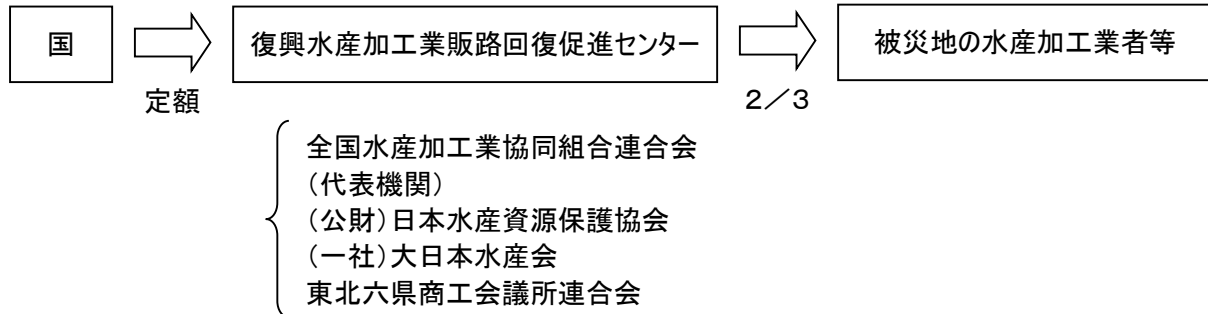 国
復興水産加工業販路回復促進センター
被災地の水産加工業者等
定額
２／３
全国水産加工業協同組合連合会
（代表機関）
（公財）日本水産資源保護協会
（一社）大日本水産会
東北六県商工会議所連合会